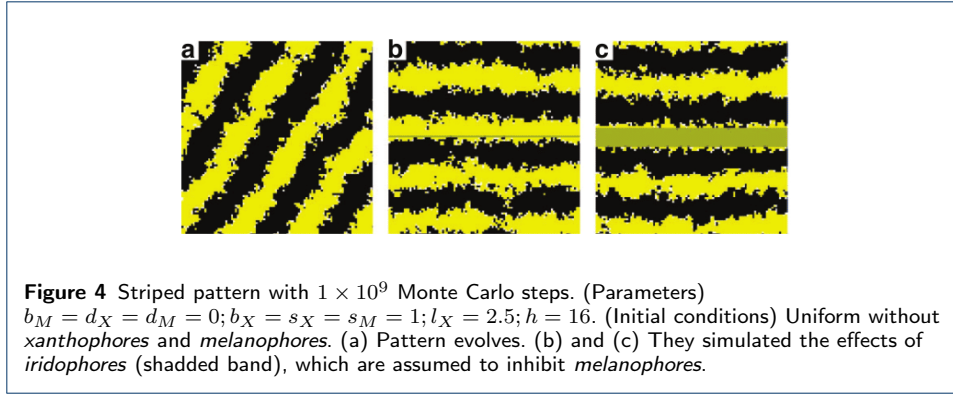 a b c
Figure 4 Striped pattern with 1 × 10⁹ Monte Carlo steps. (Parameters)
b_M = d_X = d_M = 0; b_X = s_X = s_M = 1; l_X = 2.5; h = 16. (Initial conditions) Uniform without
xanthophores and melanophores. (a) Pattern evolves. (b) and (c) They simulated the effects of
iridophores (shadded band), which are assumed to inhibit melanophores.